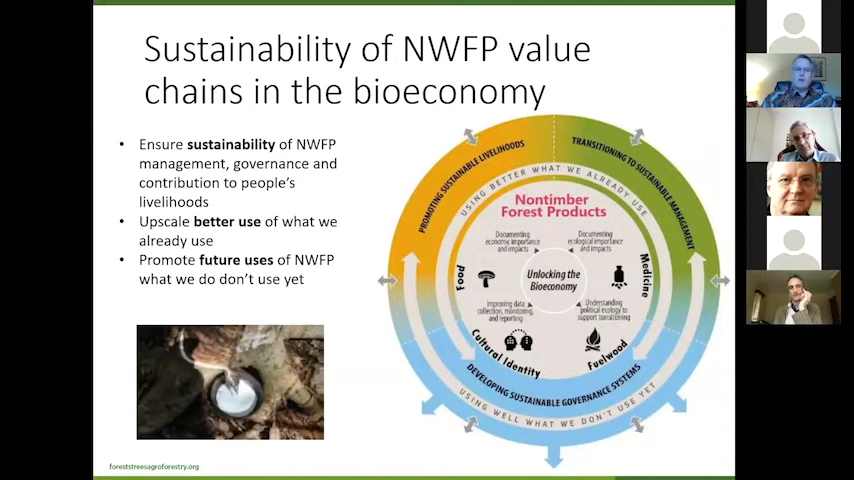 Sustainability of NWFP value
chains in the bioeconomy
• Ensure sustainability of NWFP
management, governance and
contribution to people's
livelihoods
• Upscale better use of what we
already use
• Promote future uses of NWFP
what we do don't use yet
PROMOTING SUSTAINABLE LIVELIHOODS
TRANSITIONING TO SUSTAINABLE MANAGEMENT
USING BETTER WHAT WE ALREADY USE
Nontimber
Forest Products
Documenting
economic importance
and impacts
Documenting
ecological importance
and impacts
Food
Unlocking the
Bioeconomy
Medicine
Improving data
collection, monitoring,
and reporting
Understanding
political ecology to
support transitioning
Cultural Identity
Fuelwood
DEVELOPING SUSTAINABLE GOVERNANCE SYSTEMS
USING WELL WHAT WE DON'T USE YET
foreststreesagroforestry.org